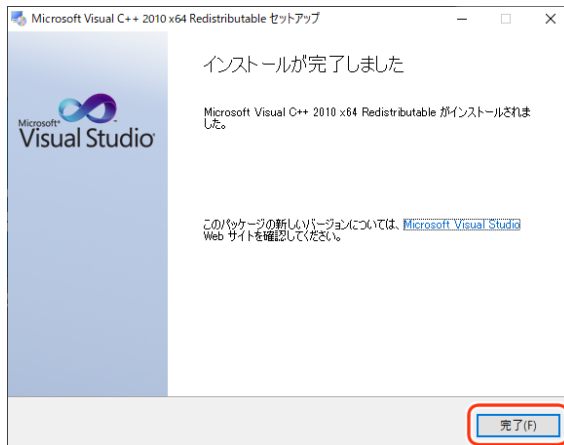 Microsoft Visual C++ 2010 x64 Redistributable セットアップ
インストールが完了しました
Microsoft Visual C++ 2010 x64 Redistributable がインストールされま
した。
Microsoft®
Visual Studio
このパッケージの新しいバージョンについては、Microsoft Visual Studio
Web サイトを確認してください。
完了(F)